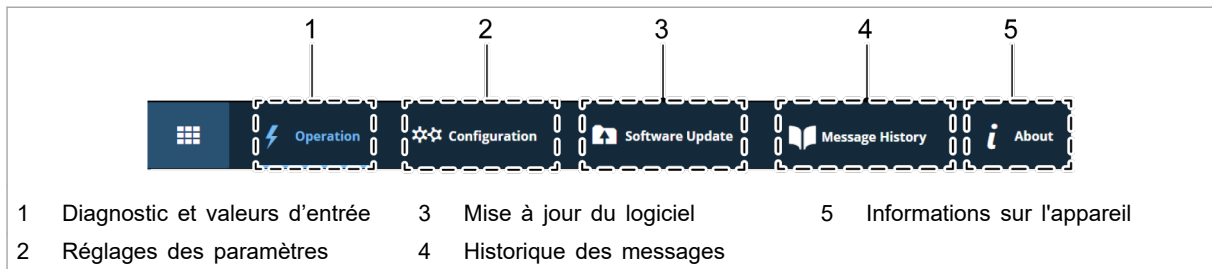 1 2 3 4 5
Operation Configuration Software Update Message History About
1 Diagnostic et valeurs d’entrée 3 Mise à jour du logiciel 5 Informations sur l'appareil
2 Réglages des paramètres 4 Historique des messages